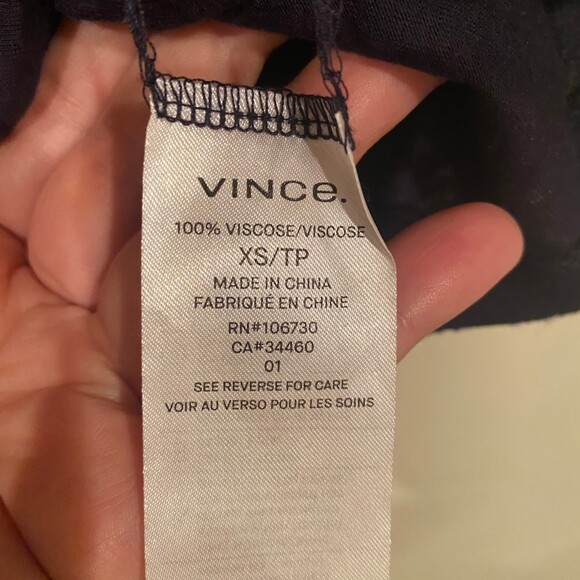 VINCE.
100% VISCOSE/VISCOSE
XS/TP
MADE IN CHINA
FABRIQUÉ EN CHINE
RN#106730
CA#34460
01
SEE REVERSE FOR CARE
VOIR AU VERSO POUR LES SOINS